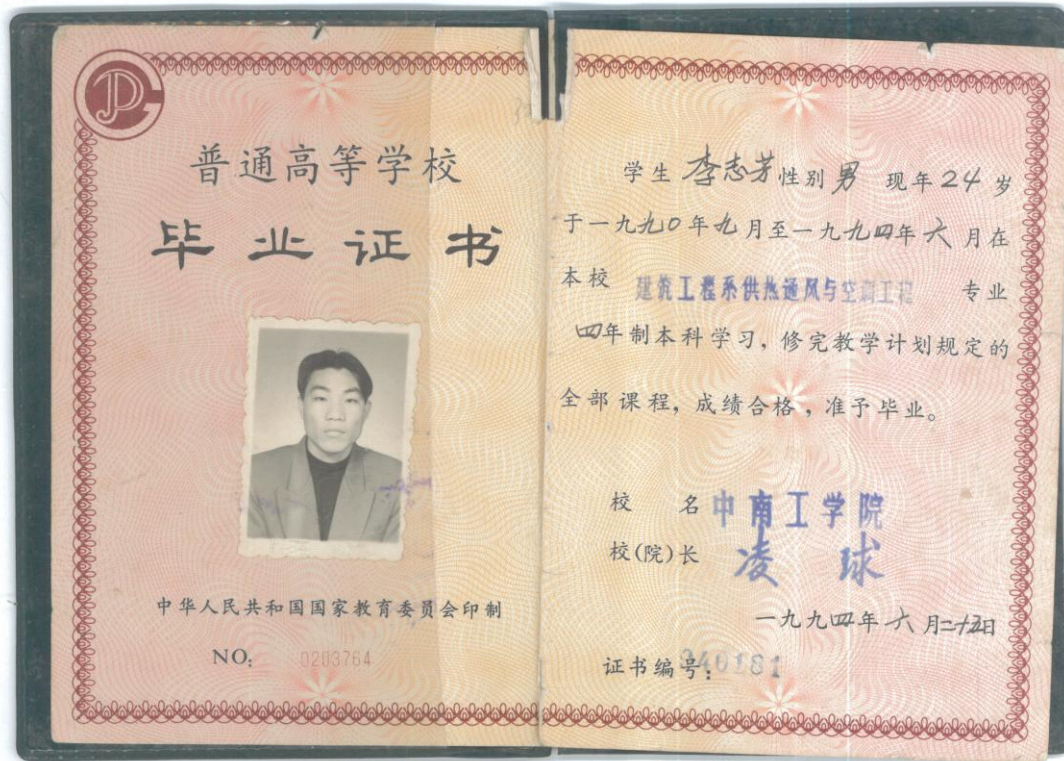 普通高等学校
毕业证书
中华人民共和国国家教育委员会印制
NO: 0203764
学生 李志芳 性别 男 现年 24 岁
于一九九0年九月至一九九四年六月在
本校 建筑工程系供热通风与空调工程 专业
四年制本科学习，修完教学计划规定的
全部课程，成绩合格，准予毕业。
校 名 中南工学院
校(院)长 凌球
一九九四年六月二十五日
证书编号：940181